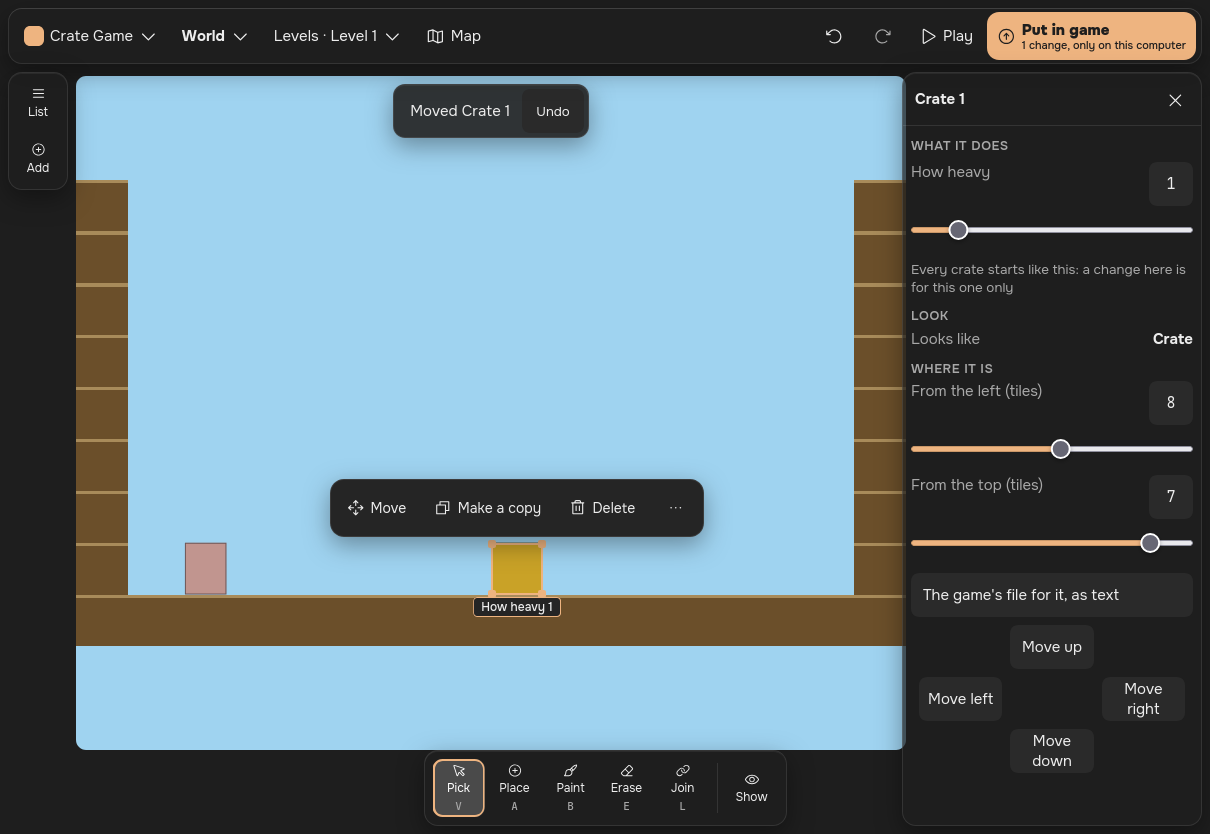 Crate Game
World
Levels · Level 1
Map
Play
Put in game
1 change, only on this computer
List
Add
Moved Crate 1
Undo
Move
Make a copy
Delete
···
How heavy 1
Crate 1
WHAT IT DOES
How heavy
1
Every crate starts like this: a change here is
for this one only
LOOK
Looks like
Crate
WHERE IT IS
From the left (tiles)
8
From the top (tiles)
7
The game's file for it, as text
Move up
Move left
Move
right
Move
down
Pick
V
Place
A
Paint
B
Erase
E
Join
L
Show